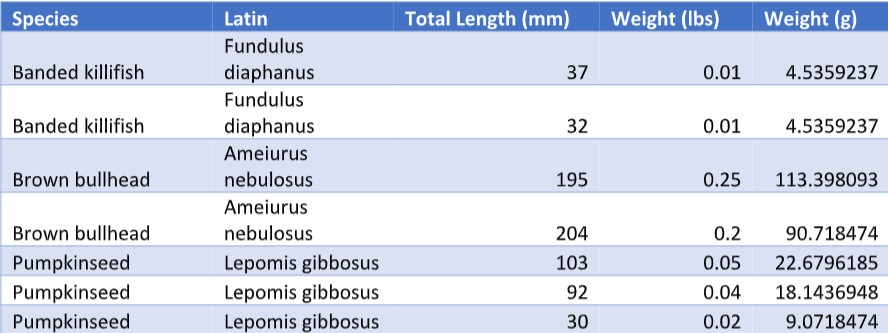 Species Latin Total Length (mm) Weight (lbs) Weight (g)
Fundulus
Banded killifish diaphanus 37 0.01 4.5359237
Fundulus
Banded killifish diaphanus 32 0.01 4.5359237
Ameiurus
Brown bullhead nebulosus 195 0.25 113.398093
Ameiurus
Brown bullhead nebulosus 204 0.2 90.718474
Pumpkinseed Lepomis gibbosus 103 0.05 22.6796185
Pumpkinseed Lepomis gibbosus 92 0.04 18.1436948
Pumpkinseed Lepomis gibbosus 30 0.02 9.0718474